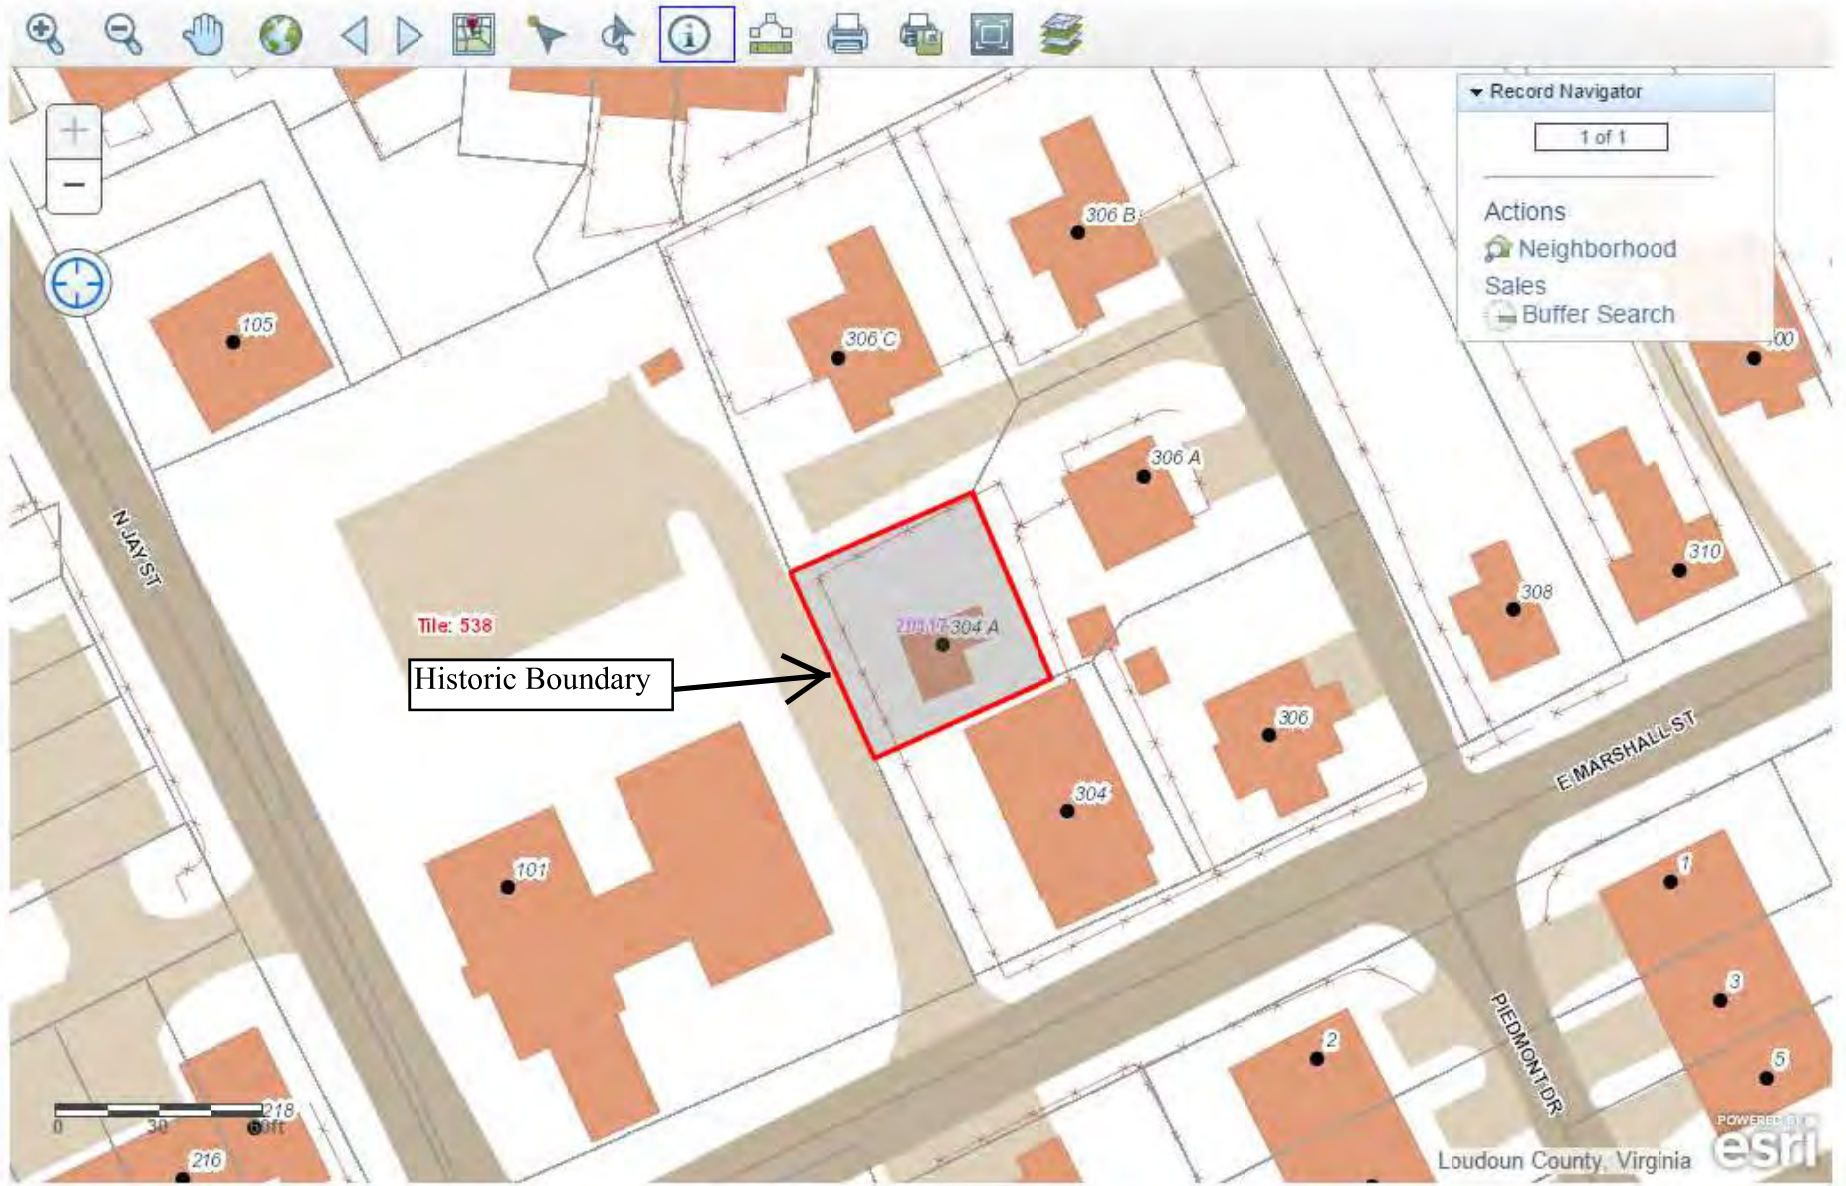 Record Navigator
1 of 1
Actions
Neighborhood
Sales
Buffer Search
306 B
105
306 C
00
306 A
N JAY ST
310
308
Tile: 538
304 A
Historic Boundary
306
E MARSHALL ST
304
101
1
3
2
PIEDMONT DR
5
218
0 30 60ft
216
POWERED BY
esri
Loudoun County, Virginia